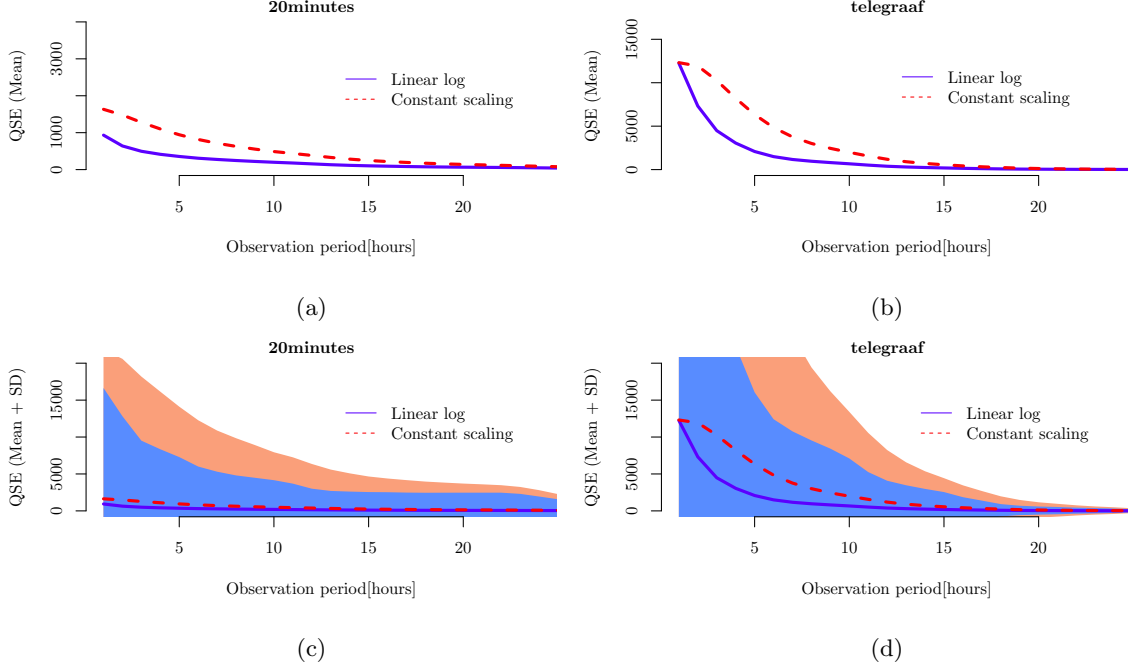 20minutes
QSE (Mean)
0 1000 3000
Linear log
Constant scaling
5 10 15 20
Observation period[hours]
(a)
telegraaf
QSE (Mean)
0 5000 15000
Linear log
Constant scaling
5 10 15 20
Observation period[hours]
(b)
20minutes
QSE (Mean + SD)
0 5000 15000
Linear log
Constant scaling
5 10 15 20
Observation period[hours]
(c)
telegraaf
QSE (Mean + SD)
0 5000 15000
Linear log
Constant scaling
5 10 15 20
Observation period[hours]
(d)